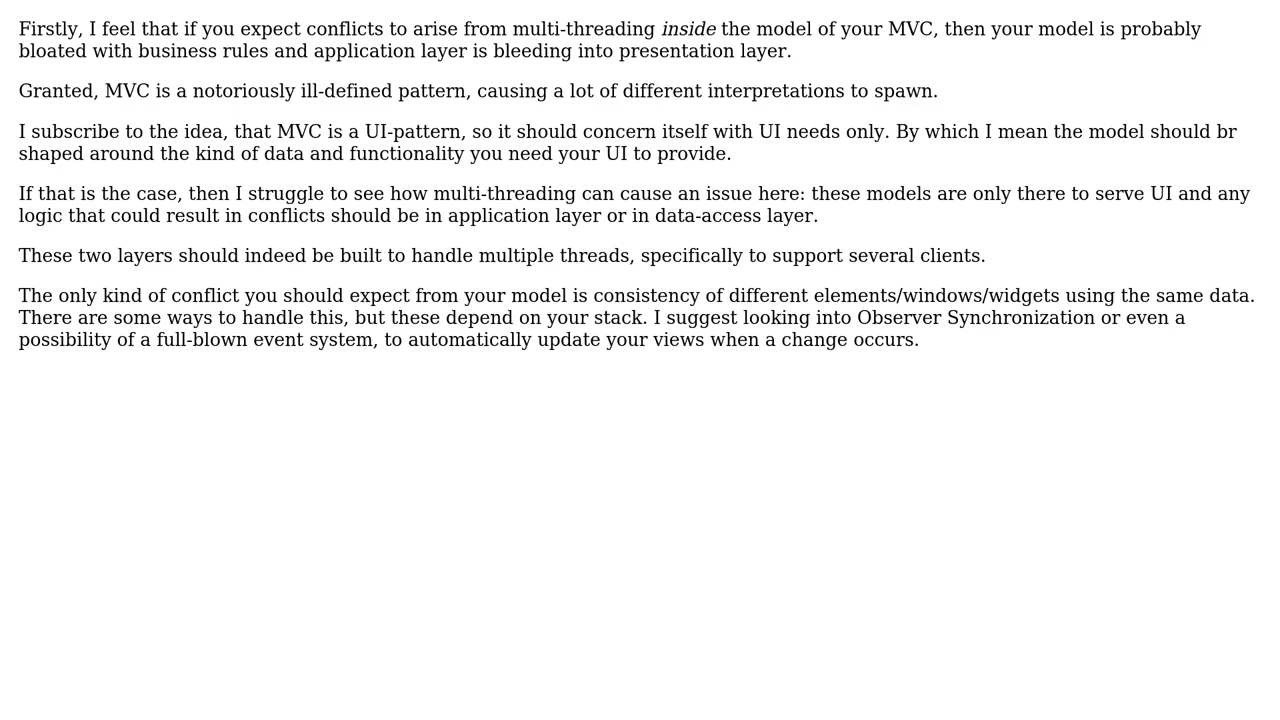 Firstly, I feel that if you expect conflicts to arise from multi-threading inside the model of your MVC, then your model is probably
bloated with business rules and application layer is bleeding into presentation layer.
Granted, MVC is a notoriously ill-defined pattern, causing a lot of different interpretations to spawn.
I subscribe to the idea, that MVC is a UI-pattern, so it should concern itself with UI needs only. By which I mean the model should br
shaped around the kind of data and functionality you need your UI to provide.
If that is the case, then I struggle to see how multi-threading can cause an issue here: these models are only there to serve UI and any
logic that could result in conflicts should be in application layer or in data-access layer.
These two layers should indeed be built to handle multiple threads, specifically to support several clients.
The only kind of conflict you should expect from your model is consistency of different elements/windows/widgets using the same data.
There are some ways to handle this, but these depend on your stack. I suggest looking into Observer Synchronization or even a
possibility of a full-blown event system, to automatically update your views when a change occurs.